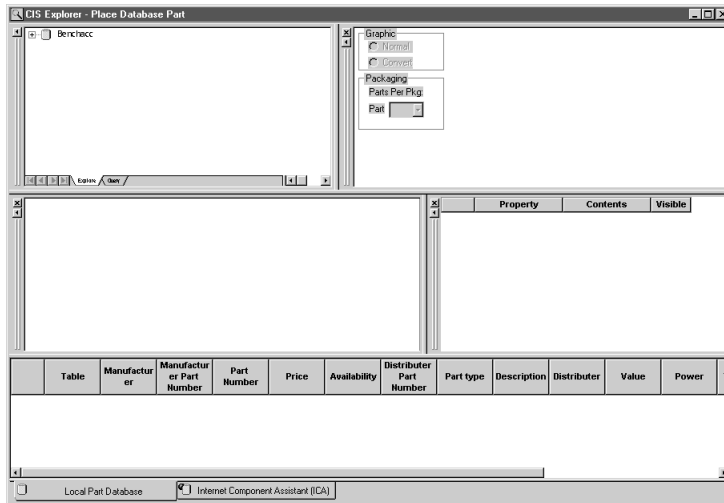 CIS Explorer - Place Database Part
Benchacc
Explore
Query
Graphic
Normal
Convert
Packaging
Parts Per Pkg:
Part
Property Contents Visible
Table Manufactur
er Manufactur
er Part
Number Part
Number Price Availability Distributer
Part
Number Part type Description Distributer Value Power
Local Part Database Internet Component Assistant (ICA)